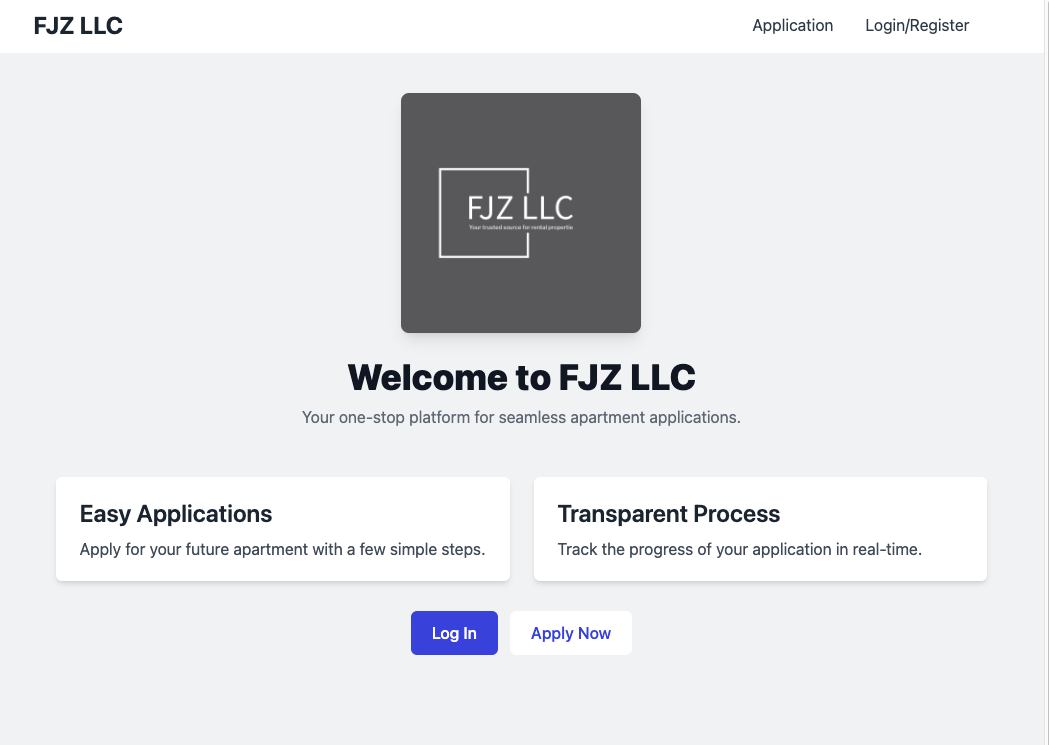 FJZ LLC
Application
Login/Register
FJZ LLC
Your trusted source for rental propertie
Welcome to FJZ LLC
Your one-stop platform for seamless apartment applications.
Easy Applications
Apply for your future apartment with a few simple steps.
Transparent Process
Track the progress of your application in real-time.
Log In
Apply Now